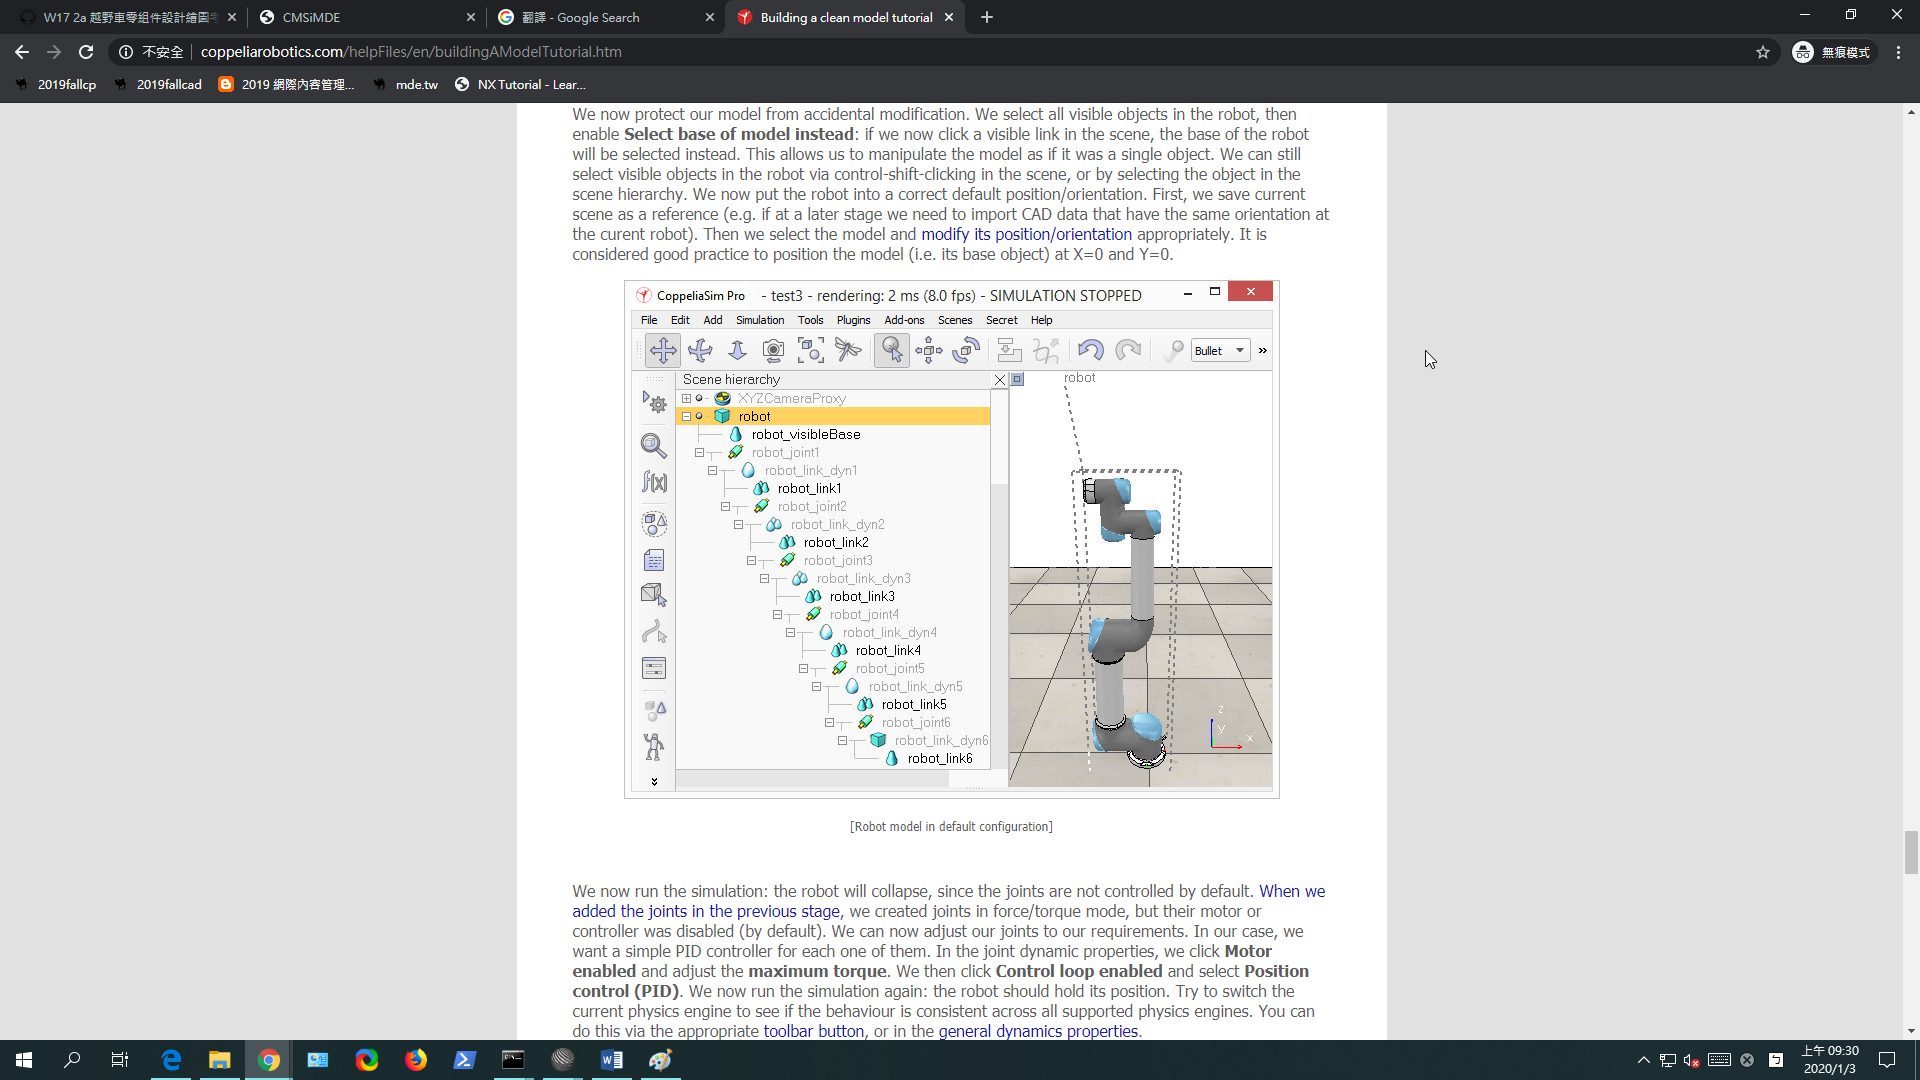 W17 2a 越野車零組件設計繪圖
CMSiMDE
翻譯 - Google Search
Building a clean model tutorial
不安全
coppeliarobotics.com/helpFiles/en/buildingAModelTutorial.htm
無痕模式
2019fallcp
2019fallcad
2019 網際內容管理...
mde.tw
NX Tutorial - Lear...
We now protect our model from accidental modification. We select all visible objects in the robot, then
enable Select base of model instead: if we now click a visible link in the scene, the base of the robot
will be selected instead. This allows us to manipulate the model as if it was a single object. We can still
select visible objects in the robot via control-shift-clicking in the scene, or by selecting the object in the
scene hierarchy. We now put the robot into a correct default position/orientation. First, we save current
scene as a reference (e.g. if at a later stage we need to import CAD data that have the same orientation at
the curent robot). Then we select the model and modify its position/orientation appropriately. It is
considered good practice to position the model (i.e. its base object) at X=0 and Y=0.
CoppeliaSim Pro - test3 - rendering: 2 ms (8.0 fps) - SIMULATION STOPPED
File Edit Add Simulation Tools Plugins Add-ons Scenes Secret Help
Bullet
»
Scene hierarchy
XYZCameraProxy
robot
robot_visibleBase
robot_joint1
robot_link_dyn1
robot_link1
robot_joint2
robot_link_dyn2
robot_link2
robot_joint3
robot_link_dyn3
robot_link3
robot_joint4
robot_link_dyn4
robot_link4
robot_joint5
robot_link_dyn5
robot_link5
robot_joint6
robot_link_dyn6
robot_link6
f(x)
robot
z
y
x
[Robot model in default configuration]
We now run the simulation: the robot will collapse, since the joints are not controlled by default. When we
added the joints in the previous stage, we created joints in force/torque mode, but their motor or
controller was disabled (by default). We can now adjust our joints to our requirements. In our case, we
want a simple PID controller for each one of them. In the joint dynamic properties, we click Motor
enabled and adjust the maximum torque. We then click Control loop enabled and select Position
control (PID). We now run the simulation again: the robot should hold its position. Try to switch the
current physics engine to see if the behaviour is consistent across all supported physics engines. You can
do this via the appropriate toolbar button, or in the general dynamics properties.
上午 09:30
2020/1/3